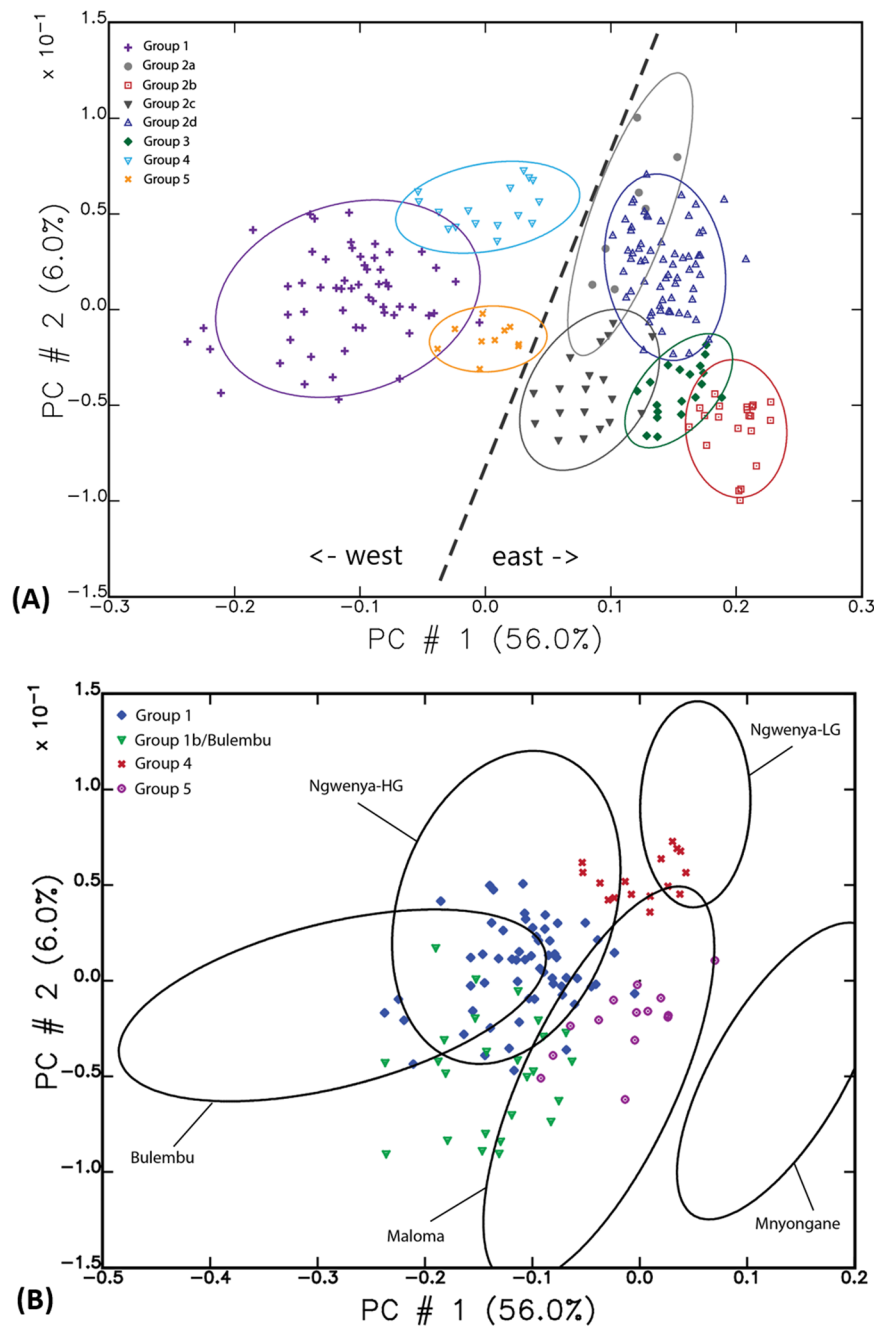 1.5
x 10⁻¹
Group 1
Group 2a
Group 2b
Group 2c
Group 2d
Group 3
Group 4
Group 5
1.0
0.5
0.0
−0.5
−1.0
−1.5
PC # 2 (6.0%)
<- west east ->
(A)
−0.3 −0.2 −0.1 0.0 0.1 0.2 0.3
PC # 1 (56.0%)
1.5
x 10⁻¹
Group 1
Group 1b/Bulembu
Group 4
Group 5
Ngwenya-LG
Ngwenya-HG
1.0
0.5
0.0
−0.5
−1.0
−1.5
PC # 2 (6.0%)
Bulembu
Maloma
Mnyongane
−0.5 −0.4 −0.3 −0.2 −0.1 0.0 0.1 0.2
(B)
PC # 1 (56.0%)